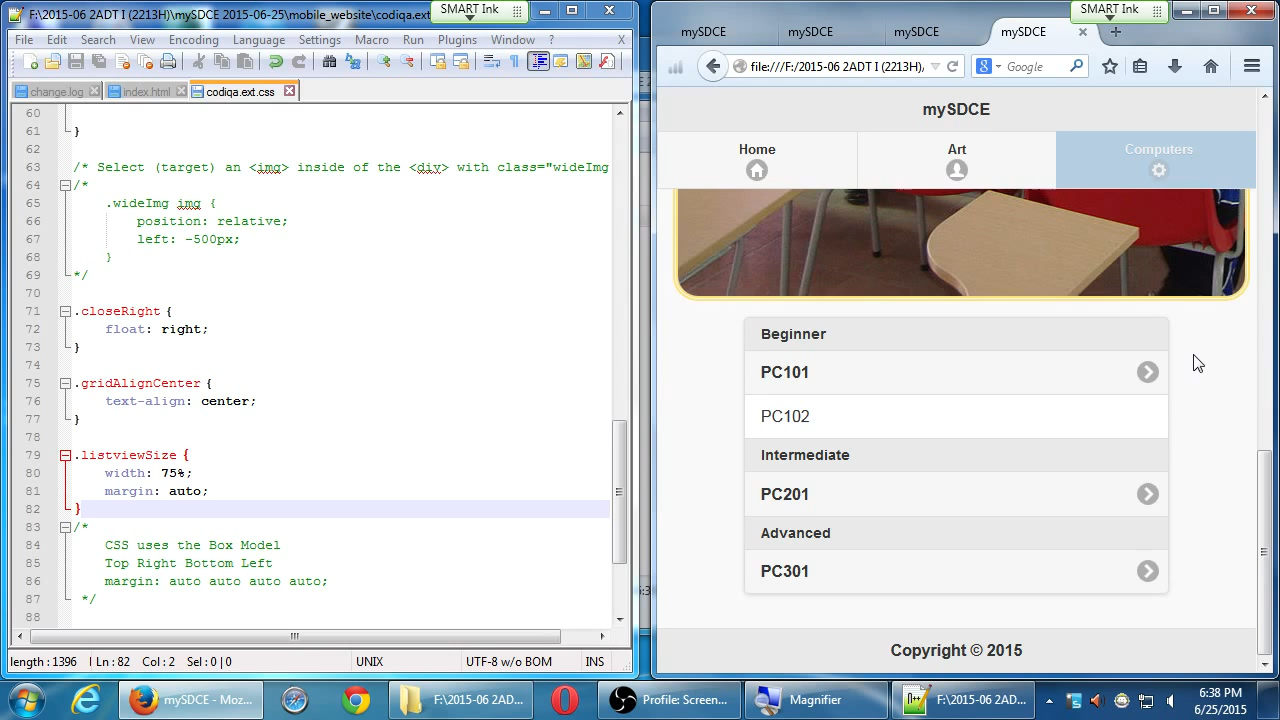 F:\2015-06 2ADT I (2213H)\mySDCE 2015-06-25\mobile_website\codiqa.ext
SMART Ink
File Edit Search View Encoding Language Settings Macro Run Plugins Window ? X
change.log index.html codiqa.ext.css
60
61 }
62
63 /* Select (target) an <img> inside of the <div> with class="wideImg
64 /*
65 .wideImg img {
66 position: relative;
67 left: -500px;
68 }
69 */
70
71 .closeRight {
72 float: right;
73 }
74
75 .gridAlignCenter {
76 text-align: center;
77 }
78
79 .listviewSize {
80 width: 75%;
81 margin: auto;
82 }
83 /*
84 CSS uses the Box Model
85 Top Right Bottom Left
86 margin: auto auto auto auto;
87 */
88
length : 1396 Ln : 82 Col : 2 Sel : 0 | 0 UNIX UTF-8 w/o BOM INS
SMART Ink
mySDCE mySDCE mySDCE mySDCE
file:///F:/2015-06 2ADT I (2213H), Google
mySDCE
Home Art Computers
Beginner
PC101
PC102
Intermediate
PC201
Advanced
PC301
Copyright © 2015
mySDCE - Moz... F:\2015-06 2AD... Profile: Screen... Magnifier F:\2015-06 2AD... 6:38 PM
6/25/2015